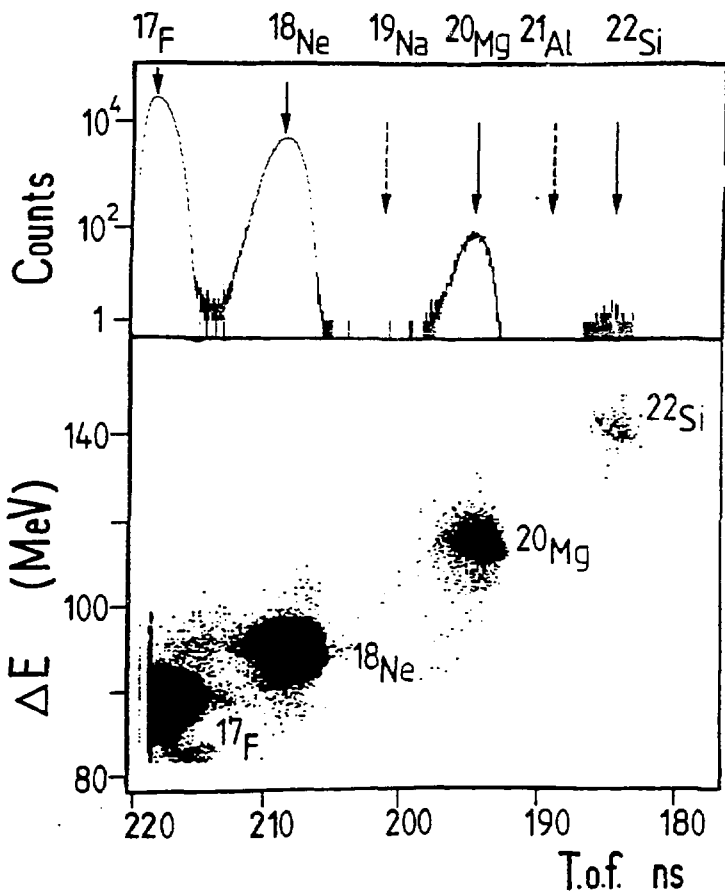 17F 18Ne 19Na 20Mg 21Al 22Si
Counts
10^4
10^2
1
ΔE (MeV)
140
100
80
22Si
20Mg
18Ne
17F
220 210 200 190 180
T.o.f. ns